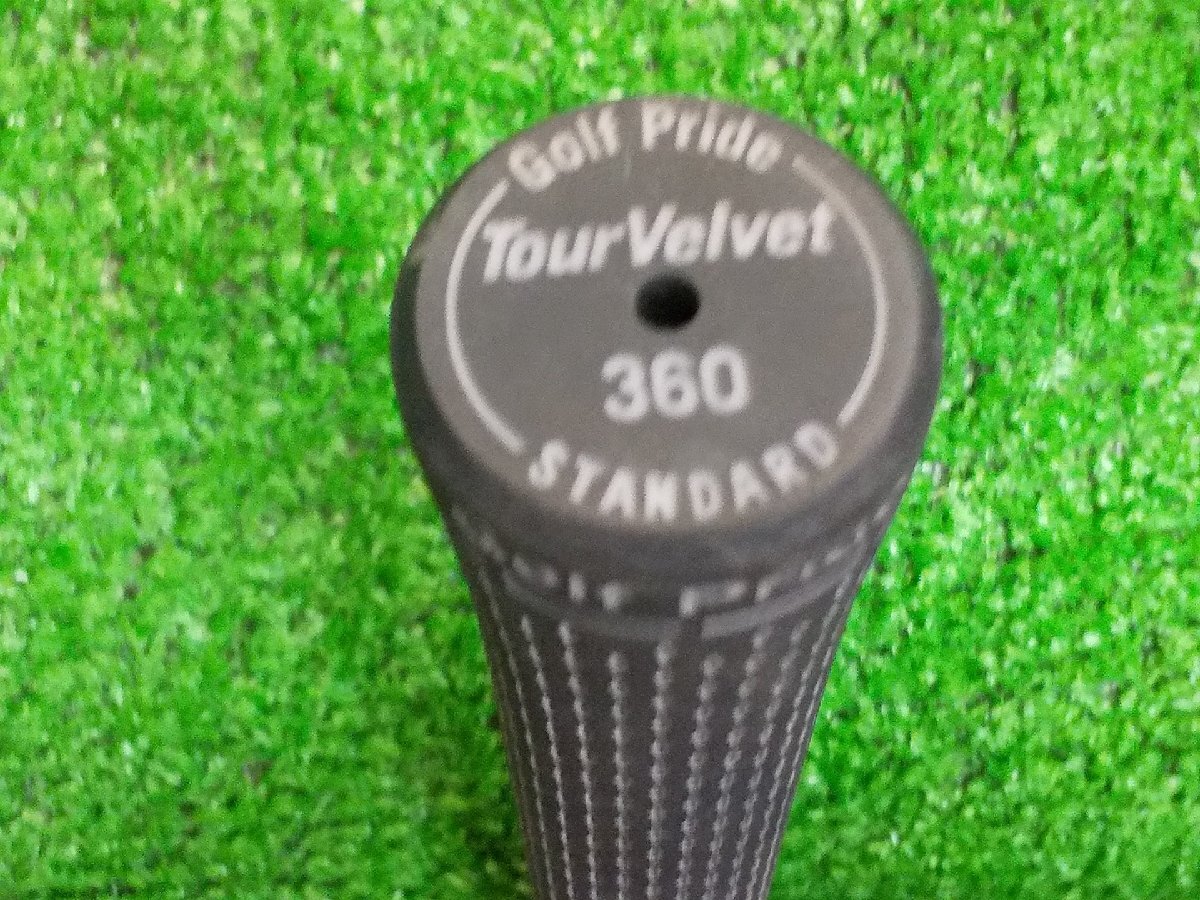 Golf Pride
TourVelvet
360
STANDARD